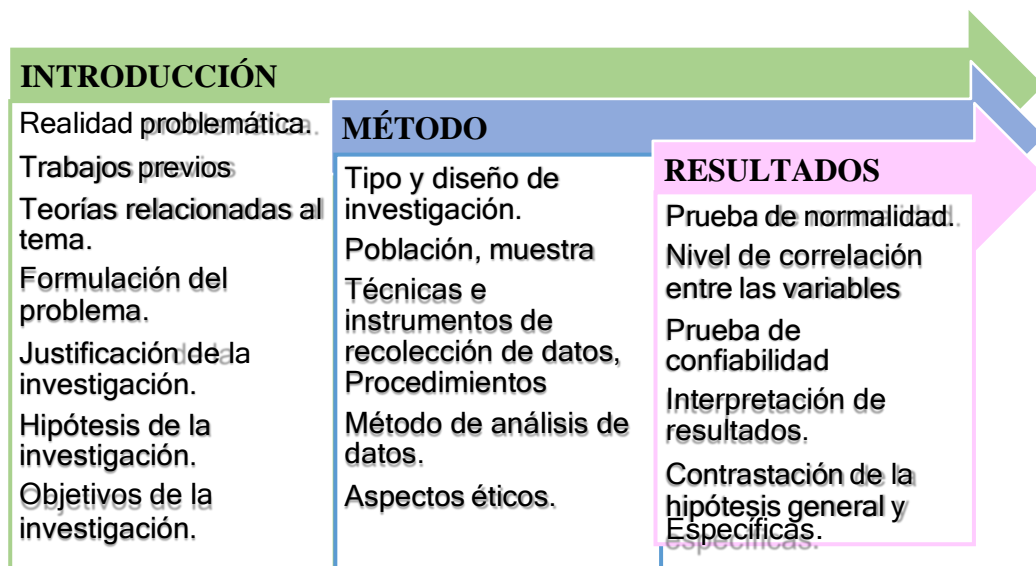 INTRODUCCIÓN
Realidad problemática.
Trabajos previos
Teorías relacionadas al
tema.
Formulación del
problema.
Justificación de la
investigación.
Hipótesis de la
investigación.
Objetivos de la
investigación.
MÉTODO
Tipo y diseño de
investigación.
Población, muestra
Técnicas e
instrumentos de
recolección de datos,
Procedimientos
Método de análisis de
datos.
Aspectos éticos.
RESULTADOS
Prueba de normalidad.
Nivel de correlación
entre las variables
Prueba de
confiabilidad
Interpretación de
resultados.
Contrastación de la
hipótesis general y
Específicas.